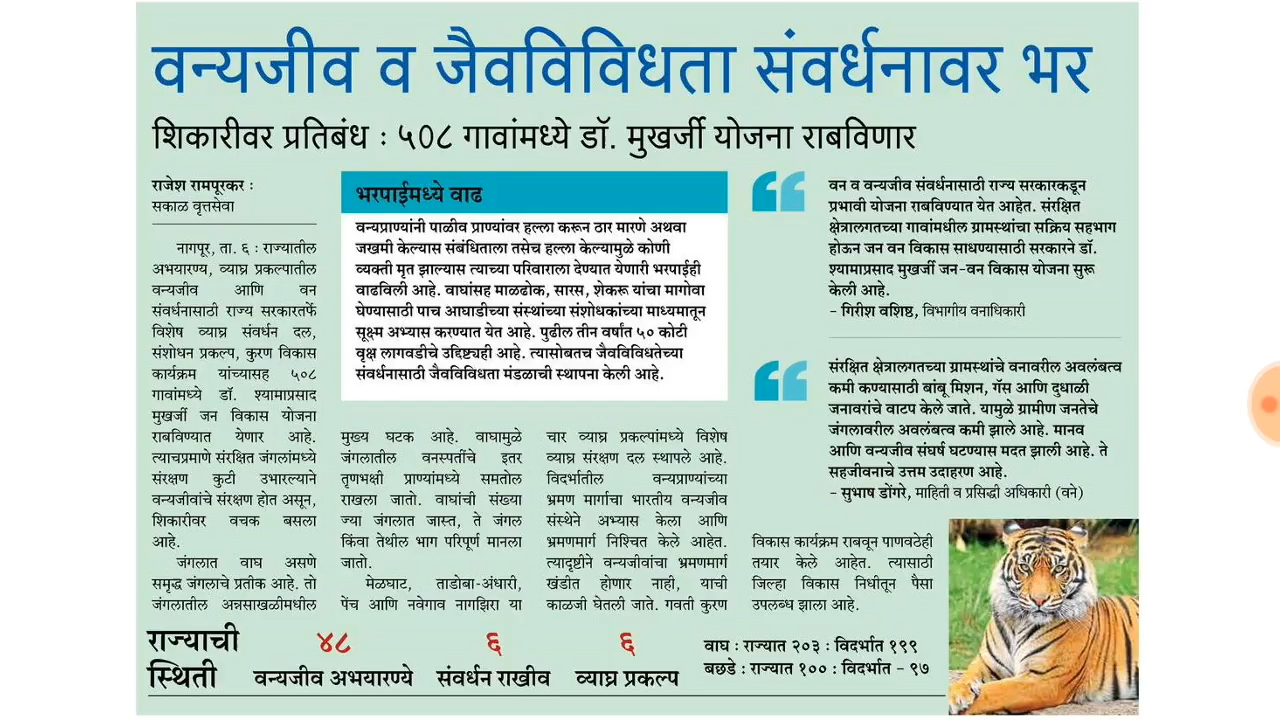 वन्यजीव व जैवविविधता संवर्धनावर भर
शिकारीवर प्रतिबंध : ५०८ गावांमध्ये डॉ. मुखर्जी योजना राबविणार
राजेश रामपूरकर :
सकाळ वृत्तसेवा
नागपूर, ता. ६ : राज्यातील
अभयारण्य, व्याघ्र प्रकल्पातील
वन्यजीव आणि वन
संवर्धनासाठी राज्य सरकारतर्फे
विशेष व्याघ्र संवर्धन दल,
संशोधन प्रकल्प, कुरण विकास
कार्यक्रम यांच्यासह ५०८
गावांमध्ये डॉ. श्यामाप्रसाद
मुखर्जी जन विकास योजना
राबविण्यात येणार आहे.
त्याचप्रमाणे संरक्षित जंगलांमध्ये
संरक्षण कुटी उभारल्याने
वन्यजीवांचे संरक्षण होत असून,
शिकारीवर वचक बसला
आहे.
जंगलात वाघ असणे
समृद्ध जंगलाचे प्रतीक आहे. तो
जंगलातील अन्नसाखळीमधील
भरपाईमध्ये वाढ
वन्यप्राण्यांनी पाळीव प्राण्यांवर हल्ला करून ठार मारणे अथवा
जखमी केल्यास संबंधिताला तसेच हल्ला केल्यामुळे कोणी
व्यक्ती मृत झाल्यास त्याच्या परिवाराला देण्यात येणारी भरपाईही
वाढविली आहे. वाघांसह माळढोक, सारस, शेकरू यांचा मागोवा
घेण्यासाठी पाच आघाडीच्या संस्थांच्या संशोधकांच्या माध्यमातून
सूक्ष्म अभ्यास करण्यात येत आहे. पुढील तीन वर्षांत ५० कोटी
वृक्ष लागवडीचे उद्दिष्ट्यही आहे. त्यासोबतच जैवविविधतेच्या
संवर्धनासाठी जैवविविधता मंडळाची स्थापना केली आहे.
मुख्य घटक आहे. वाघामुळे
जंगलातील वनस्पतींचे इतर
तृणभक्षी प्राण्यांमध्ये समतोल
राखला जातो. वाघांची संख्या
ज्या जंगलात जास्त, ते जंगल
किंवा तेथील भाग परिपूर्ण मानला
जातो.
मेळघाट, ताडोबा-अंधारी,
पेंच आणि नवेगाव नागझिरा या
चार व्याघ्र प्रकल्पांमध्ये विशेष
व्याघ्र संरक्षण दल स्थापले आहे.
विदर्भातील वन्यप्राण्यांच्या
भ्रमण मार्गाचा भारतीय वन्यजीव
संस्थेने अभ्यास केला आणि
भ्रमणमार्ग निश्चित केले आहेत.
त्यादृष्टीने वन्यजीवांचा भ्रमणमार्ग
खंडीत होणार नाही, याची
काळजी घेतली जाते. गवती कुरण
विकास कार्यक्रम राबवून पाणवठेही
तयार केले आहेत. त्यासाठी
जिल्हा विकास निधीतून पैसा
उपलब्ध झाला आहे.
वन व वन्यजीव संवर्धनासाठी राज्य सरकारकडून
प्रभावी योजना राबविण्यात येत आहेत. संरक्षित
क्षेत्रालगतच्या गावांमधील ग्रामस्थांचा सक्रिय सहभाग
होऊन जन वन विकास साधण्यासाठी सरकारने डॉ.
श्यामाप्रसाद मुखर्जी जन-वन विकास योजना सुरू
केली आहे.
- गिरीश वशिष्ठ, विभागीय वनाधिकारी
संरक्षित क्षेत्रालगतच्या ग्रामस्थांचे वनावरील अवलंबत्व
कमी कण्यासाठी बांबू मिशन, गॅस आणि दुधाळी
जनावरांचे वाटप केले जाते. यामुळे ग्रामीण जनतेचे
जंगलावरील अवलंबत्व कमी झाले आहे. मानव
आणि वन्यजीव संघर्ष घटण्यास मदत झाली आहे. ते
सहजीवनाचे उत्तम उदाहरण आहे.
- सुभाष डोंगरे, माहिती व प्रसिद्धी अधिकारी (वने)
राज्याची
स्थिती
४८
वन्यजीव अभयारण्ये
६
संवर्धन राखीव
६
व्याघ्र प्रकल्प
वाघ : राज्यात २०३ : विदर्भात १९९
बछडे : राज्यात १०० : विदर्भात - ९७